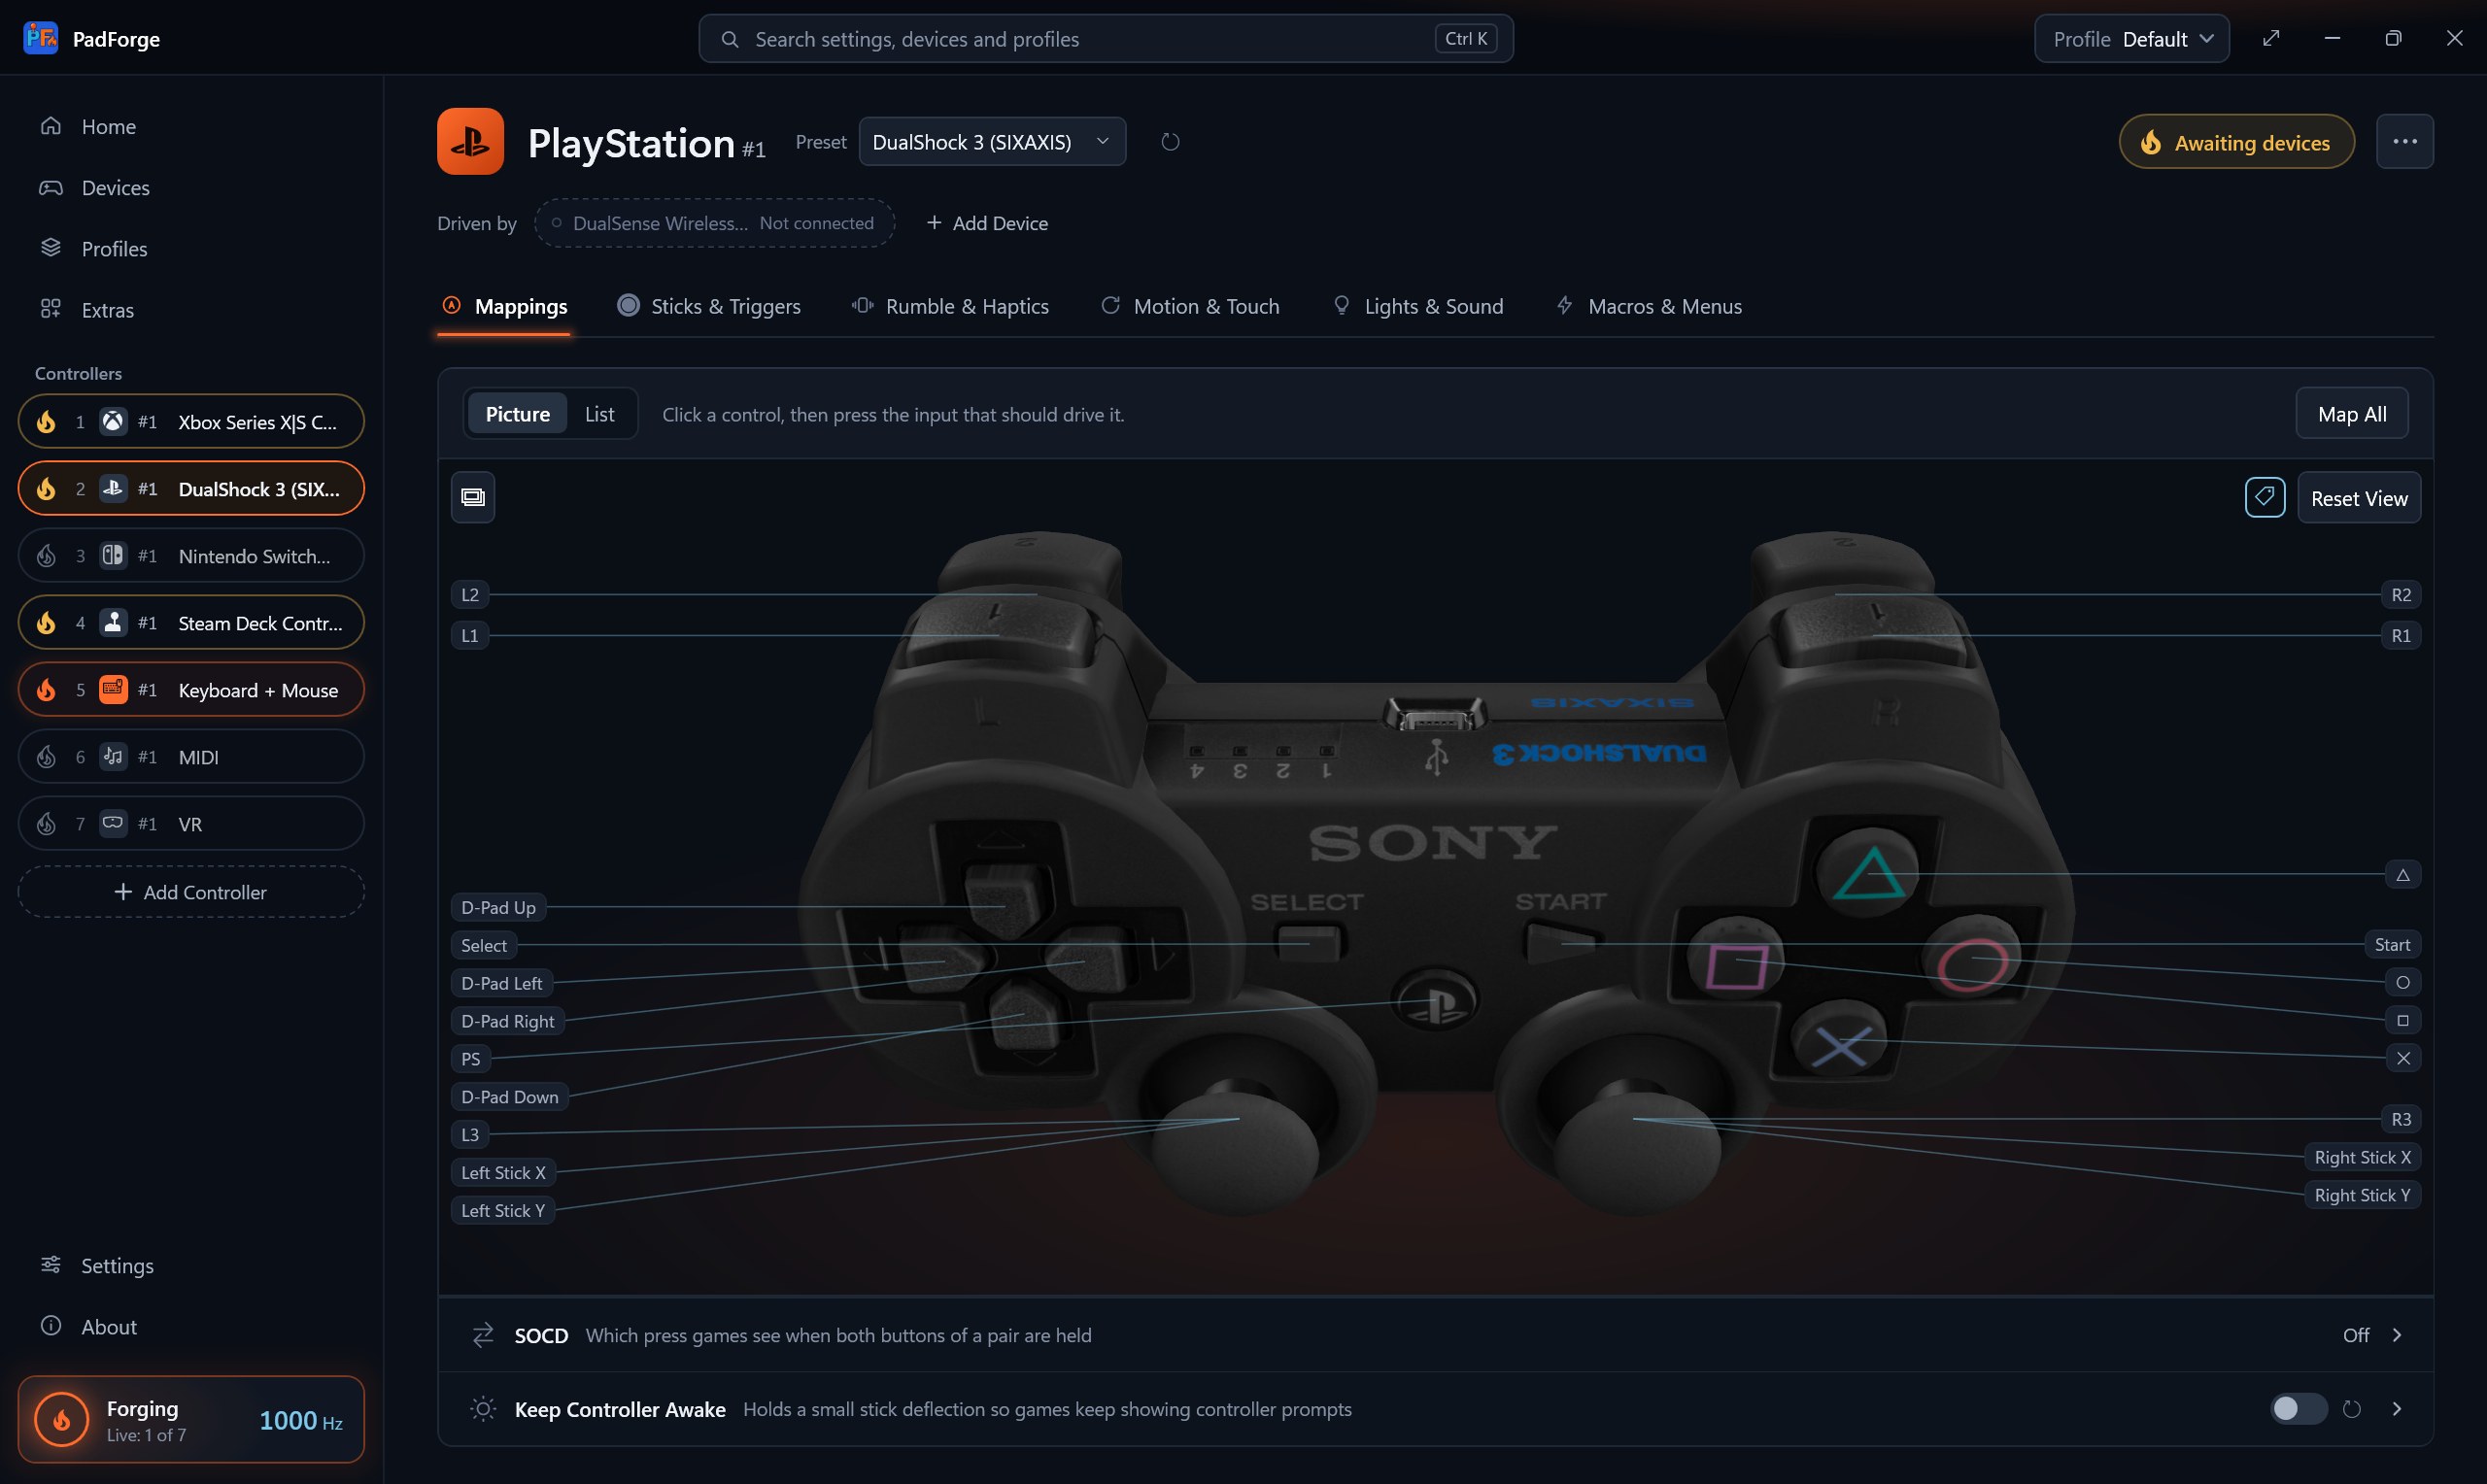 PadForge
Search settings, devices and profiles
Ctrl K
Profile Default
Home
Devices
Profiles
Extras
Controllers
1 #1 Xbox Series X|S C...
2 #1 DualShock 3 (SIX...
3 #1 Nintendo Switch...
4 #1 Steam Deck Contr...
5 #1 Keyboard + Mouse
6 #1 MIDI
7 #1 VR
+ Add Controller
Settings
About
Forging
Live: 1 of 7
1000 Hz
PlayStation #1
Preset
DualShock 3 (SIXAXIS)
Awaiting devices
Driven by
DualSense Wireless... Not connected
+ Add Device
Mappings
Sticks & Triggers
Rumble & Haptics
Motion & Touch
Lights & Sound
Macros & Menus
Picture
List
Click a control, then press the input that should drive it.
Map All
Reset View
L2
L1
R2
R1
2
2
1
1
L
R
SIXAXIS
DUALSHOCK3
4 3 2 1
SONY
SELECT
START
D-Pad Up
Select
D-Pad Left
D-Pad Right
PS
D-Pad Down
L3
Left Stick X
Left Stick Y
Start
R3
Right Stick X
Right Stick Y
SOCD Which press games see when both buttons of a pair are held
Off
Keep Controller Awake Holds a small stick deflection so games keep showing controller prompts